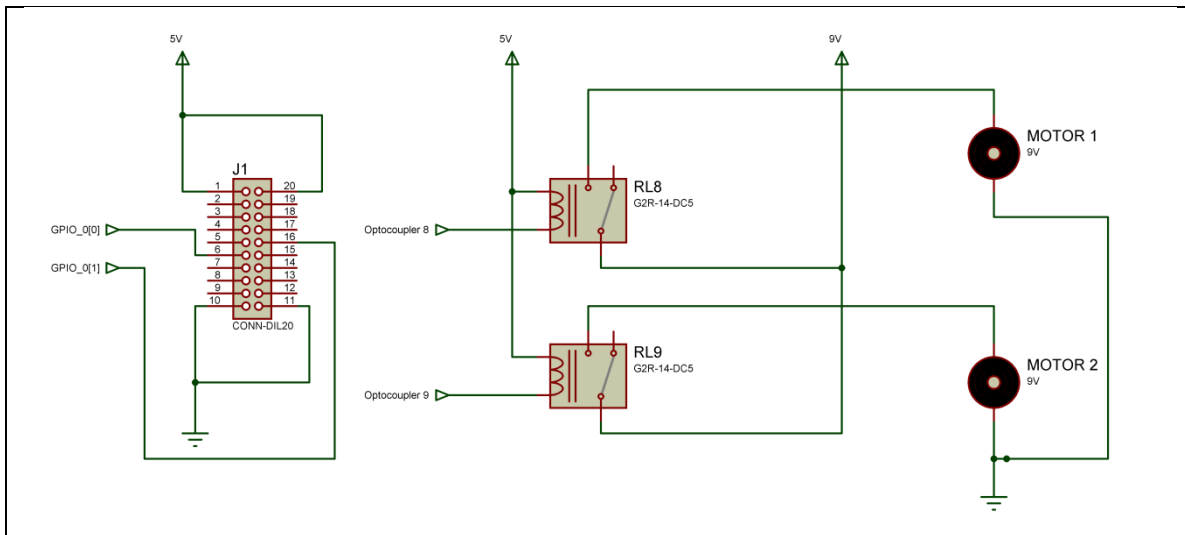 5V
J1
1
2
3
4
5
6
7
8
9
10
20
19
18
17
16
15
14
13
12
11
CONN-DIL20
GPIO_0[0]
GPIO_0[1]
5V
9V
RL8
G2R-14-DC5
Optocoupler 8
RL9
G2R-14-DC5
Optocoupler 9
MOTOR 1
9V
MOTOR 2
9V